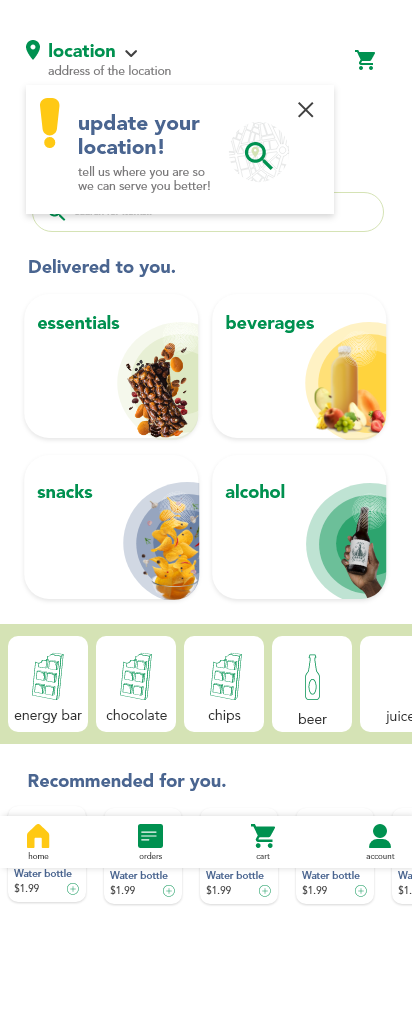 location
address of the location
update your
location!
tell us where you are so
we can serve you better!
Delivered to you.
essentials
beverages
snacks
alcohol
energy bar
chocolate
chips
beer
juice
Recommended for you.
home
orders
cart
account
Water bottle
Water bottle
Water bottle
Water bottle
Wat
$1.99
$1.99
$1.99
$1.99
$1.